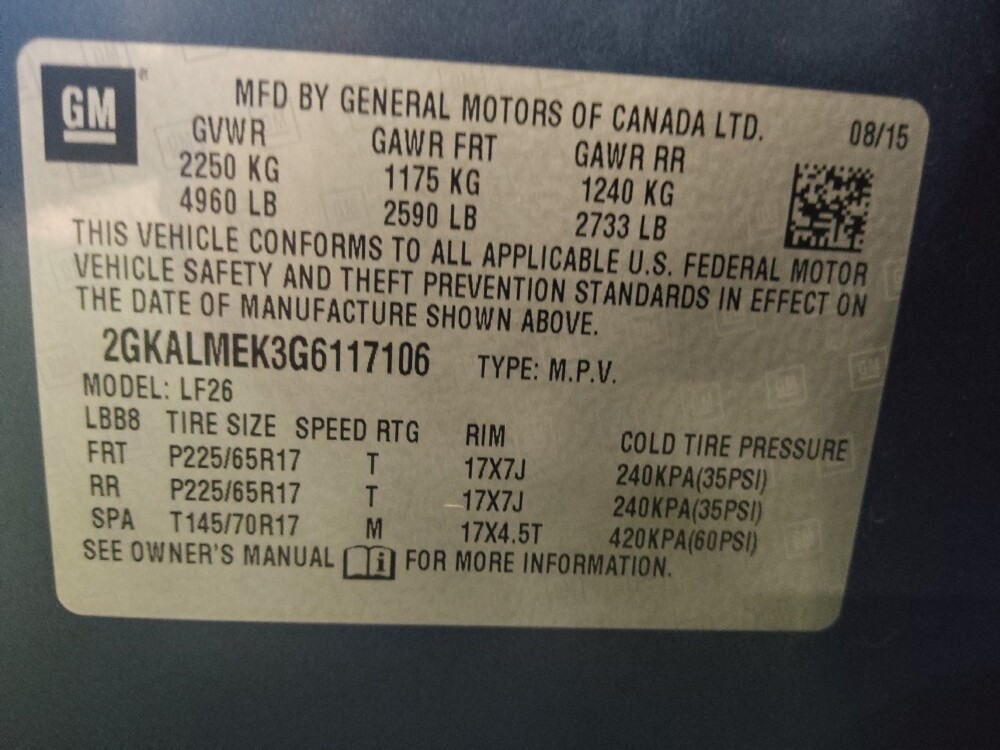 GM
MFD BY GENERAL MOTORS OF CANADA LTD. 08/15
GVWR GAWR FRT GAWR RR
2250 KG 1175 KG 1240 KG
4960 LB 2590 LB 2733 LB
THIS VEHICLE CONFORMS TO ALL APPLICABLE U.S. FEDERAL MOTOR
VEHICLE SAFETY AND THEFT PREVENTION STANDARDS IN EFFECT ON
THE DATE OF MANUFACTURE SHOWN ABOVE.
2GKALMEK3G6117106 TYPE: M.P.V.
MODEL: LF26
LBB8 TIRE SIZE SPEED RTG RIM COLD TIRE PRESSURE
FRT P225/65R17 T 17X7J 240KPA(35PSI)
RR P225/65R17 T 17X7J 240KPA(35PSI)
SPA T145/70R17 M 17X4.5T 420KPA(60PSI)
SEE OWNER'S MANUAL i FOR MORE INFORMATION.